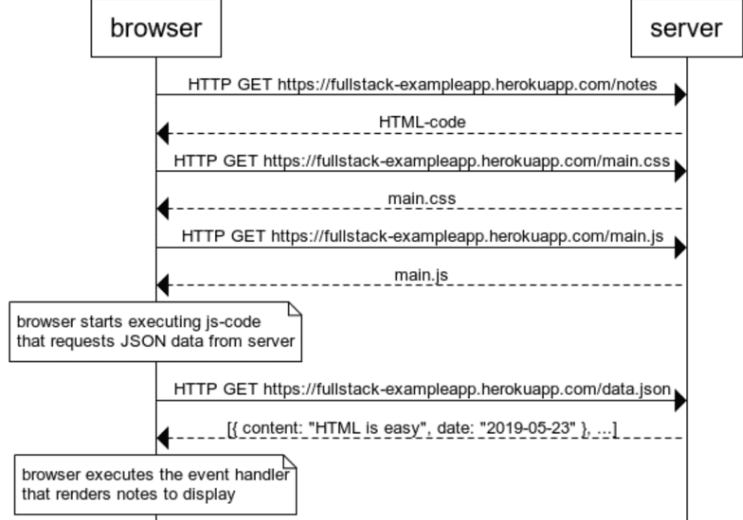 browser
server
HTTP GET https://fullstack-exampleapp.herokuapp.com/notes
HTML-code
HTTP GET https://fullstack-exampleapp.herokuapp.com/main.css
main.css
HTTP GET https://fullstack-exampleapp.herokuapp.com/main.js
main.js
browser starts executing js-code
that requests JSON data from server
HTTP GET https://fullstack-exampleapp.herokuapp.com/data.json
[{ content: "HTML is easy", date: "2019-05-23" }, ...]
browser executes the event handler
that renders notes to display